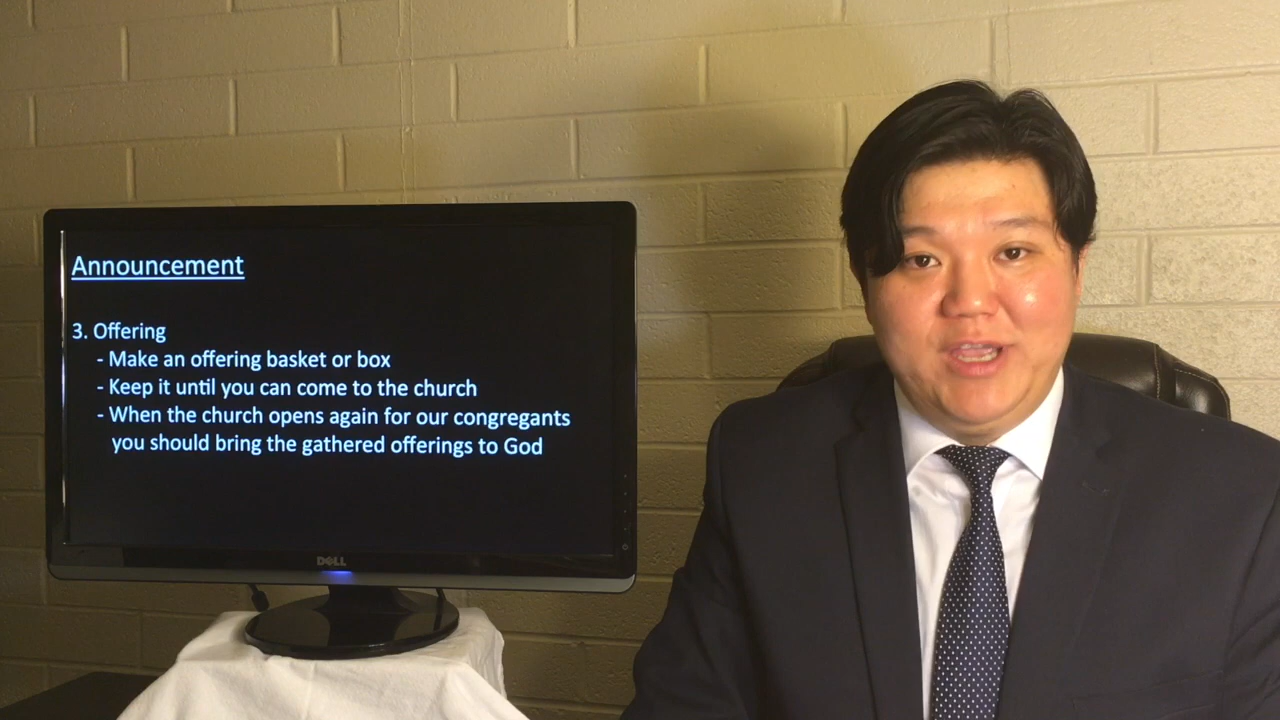 Announcement
3. Offering
- Make an offering basket or box
- Keep it until you can come to the church
- When the church opens again for our congregants
you should bring the gathered offerings to God
DELL